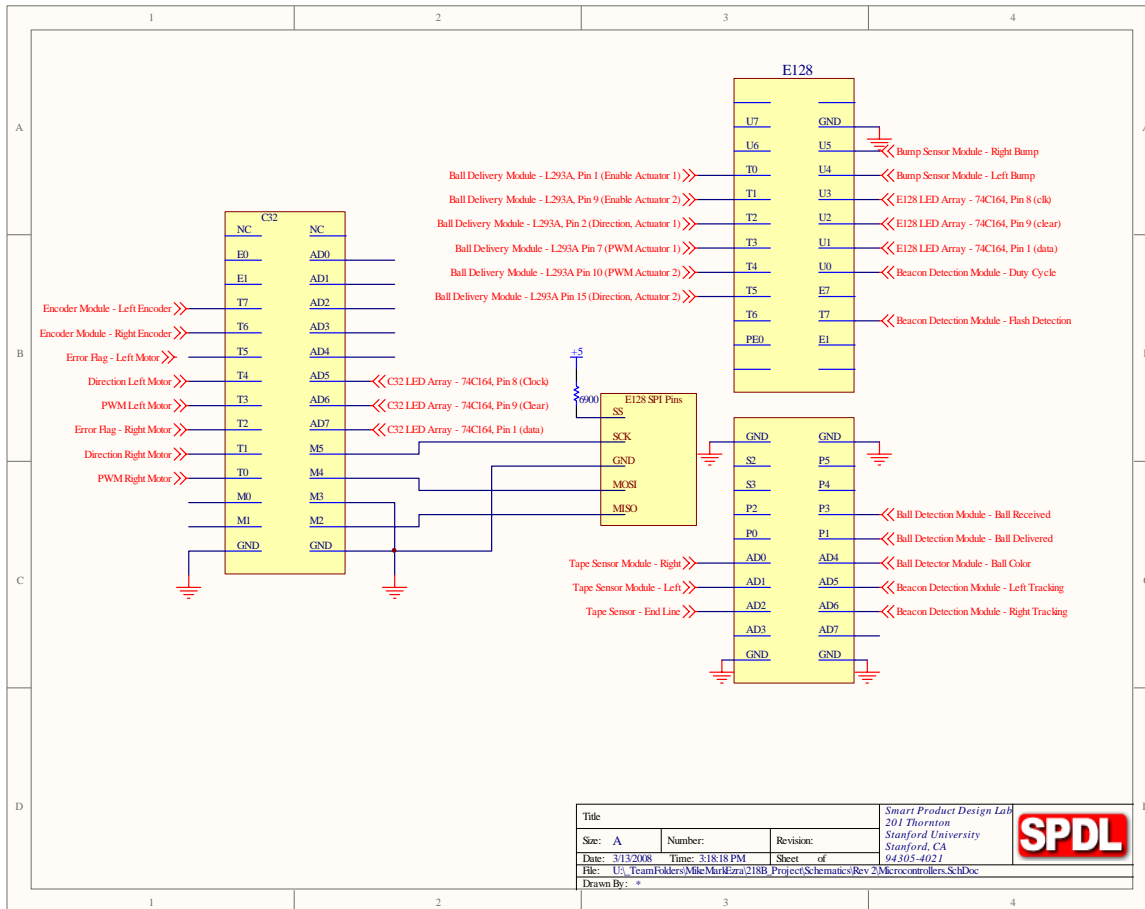 1 2 3 4
A
B
C
D
E128
U7 GND
U6 U5 Bump Sensor Module - Right Bump
Ball Delivery Module - L293A, Pin 1 (Enable Actuator 1) T0 U4 Bump Sensor Module - Left Bump
Ball Delivery Module - L293A, Pin 9 (Enable Actuator 2) T1 U3 E128 LED Array - 74C164, Pin 8 (clk)
Ball Delivery Module - L293A, Pin 2 (Direction, Actuator 1) T2 U2 E128 LED Array - 74C164, Pin 9 (clear)
Ball Delivery Module - L293A Pin 7 (PWM Actuator 1) T3 U1 E128 LED Array - 74C164, Pin 1 (data)
Ball Delivery Module - L293A Pin 10 (PWM Actuator 2) T4 U0 Beacon Detection Module - Duty Cycle
Ball Delivery Module - L293A Pin 15 (Direction, Actuator 2) T5 E7
T6 T7 Beacon Detection Module - Flash Detection
PE0 E1
C32
NC NC
E0 AD0
E1 AD1
Encoder Module - Left Encoder T7 AD2
Encoder Module - Right Encoder T6 AD3
Error Flag - Left Motor T5 AD4
Direction Left Motor T4 AD5 C32 LED Array - 74C164, Pin 8 (Clock)
PWM Left Motor T3 AD6 C32 LED Array - 74C164, Pin 9 (Clear)
Error Flag - Right Motor T2 AD7 C32 LED Array - 74C164, Pin 1 (data)
Direction Right Motor T1 M5
PWM Right Motor T0 M4
M0 M3
M1 M2
GND GND
+5
6900
E128 SPI Pins
SS
SCK
GND
MOSI
MISO
GND GND
S2 P5
S3 P4
P2 P3 Ball Detection Module - Ball Received
P0 P1 Ball Detection Module - Ball Delivered
Tape Sensor Module - Right AD0 AD4 Ball Detector Module - Ball Color
Tape Sensor Module - Left AD1 AD5 Beacon Detection Module - Left Tracking
Tape Sensor - End Line AD2 AD6 Beacon Detection Module - Right Tracking
AD3 AD7
GND GND
Title
Size: A Number: Revision:
Date: 3/13/2008 Time: 3:18:18 PM Sheet of
File: U:\_TeamFolders\MikeMarkEzra\218B_Project\Schematics\Rev 2\Microcontrollers.SchDoc
Drawn By: *
Smart Product Design Lab
201 Thornton
Stanford University
Stanford, CA
94305-4021
SPDL
1 2 3 4